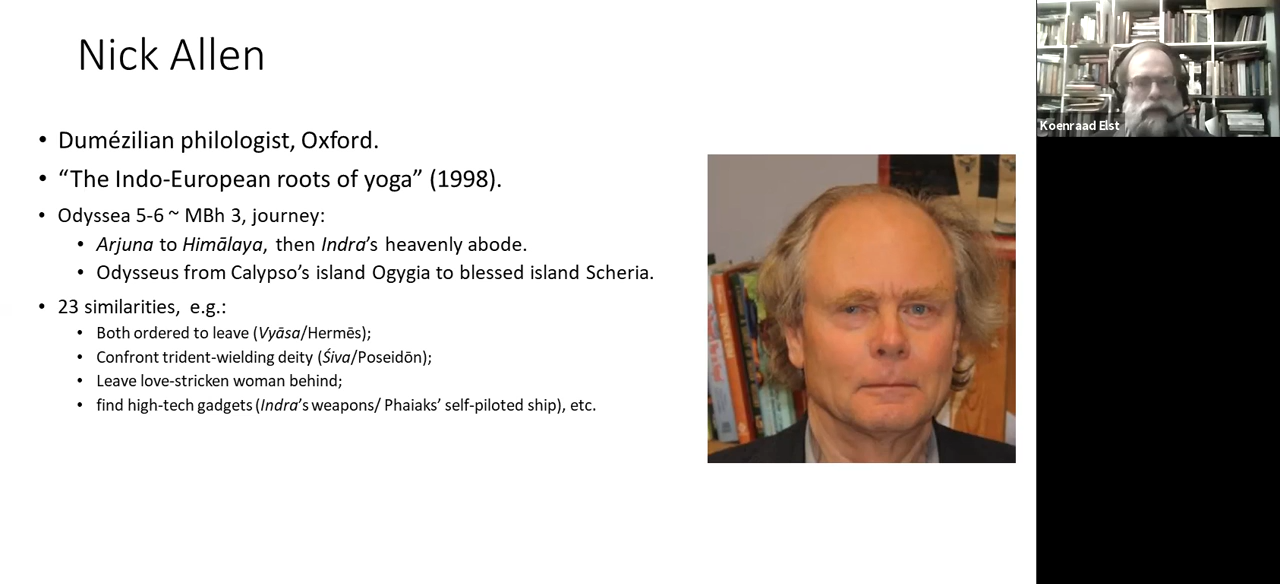 Nick Allen
• Dumézilian philologist, Oxford.
• “The Indo-European roots of yoga” (1998).
• Odyssea 5-6 ~ MBh 3, journey:
• Arjuna to Himālaya, then Indra’s heavenly abode.
• Odysseus from Calypso’s island Ogygia to blessed island Scheria.
• 23 similarities, e.g.:
• Both ordered to leave (Vyāsa/Hermēs);
• Confront trident-wielding deity (Śiva/Poseidōn);
• Leave love-stricken woman behind;
• find high-tech gadgets (Indra’s weapons/ Phaiaks’ self-piloted ship), etc.
Koenraad Elst